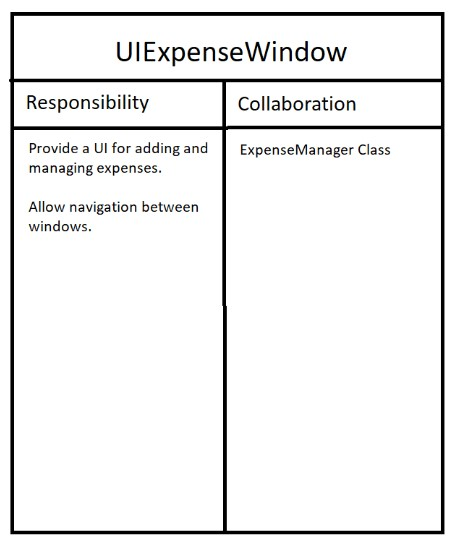 UIExpenseWindow
Responsibility
Collaboration
Provide a UI for adding and
managing expenses.
Allow navigation between
windows.
ExpenseManager Class